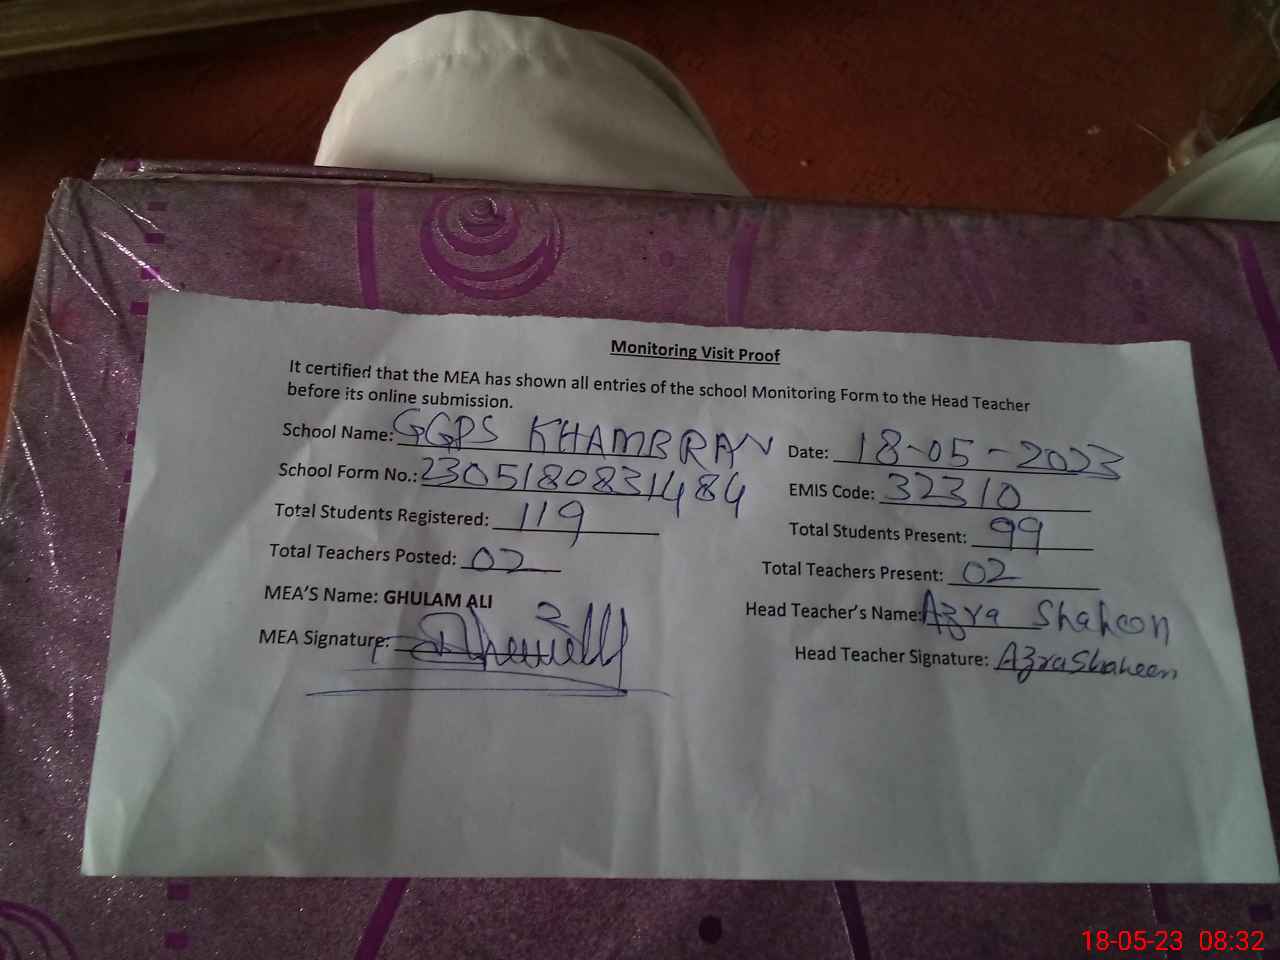 Monitoring Visit Proof
It certified that the MEA has shown all entries of the school Monitoring Form to the Head Teacher
before its online submission.
School Name: GGPS KHAMBRAN Date: 18-05-2023
School Form No.: 2305180831484 EMIS Code: 32310
Total Students Registered: 119 Total Students Present: 99
Total Teachers Posted: 02 Total Teachers Present: 02
MEA'S Name: GHULAM ALI Head Teacher's Name: Azra Shaheen
MEA Signature: Head Teacher Signature: Azra Shaheen
18-05-23 08:32